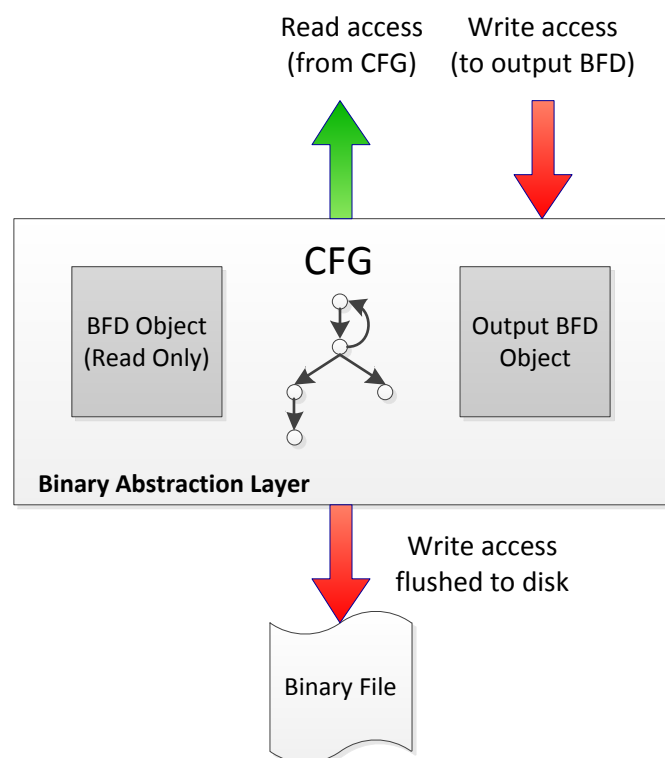 Read access
(from CFG)
Write access
(to output BFD)
CFG
BFD Object
(Read Only)
Output BFD
Object
Binary Abstraction Layer
Write access
flushed to disk
Binary File